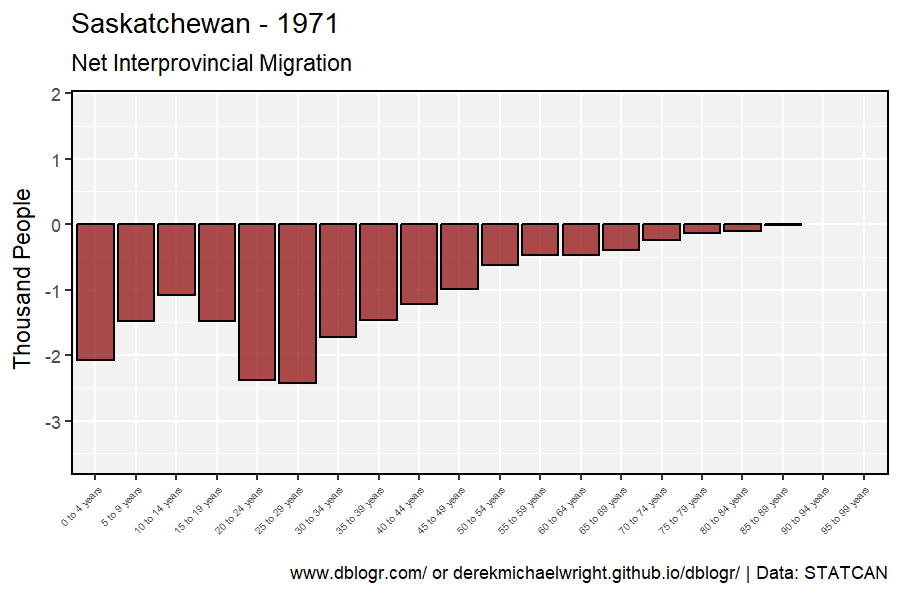 Saskatchewan - 1971
Net Interprovincial Migration
Thousand People
2
1
0
-1
-2
-3
0 to 4 years
5 to 9 years
10 to 14 years
15 to 19 years
20 to 24 years
25 to 29 years
30 to 34 years
35 to 39 years
40 to 44 years
45 to 49 years
50 to 54 years
55 to 59 years
60 to 64 years
65 to 69 years
70 to 74 years
75 to 79 years
80 to 84 years
85 to 89 years
90 to 94 years
95 to 99 years
www.dblogr.com/ or derekmichaelwright.github.io/dblogr/ | Data: STATCAN